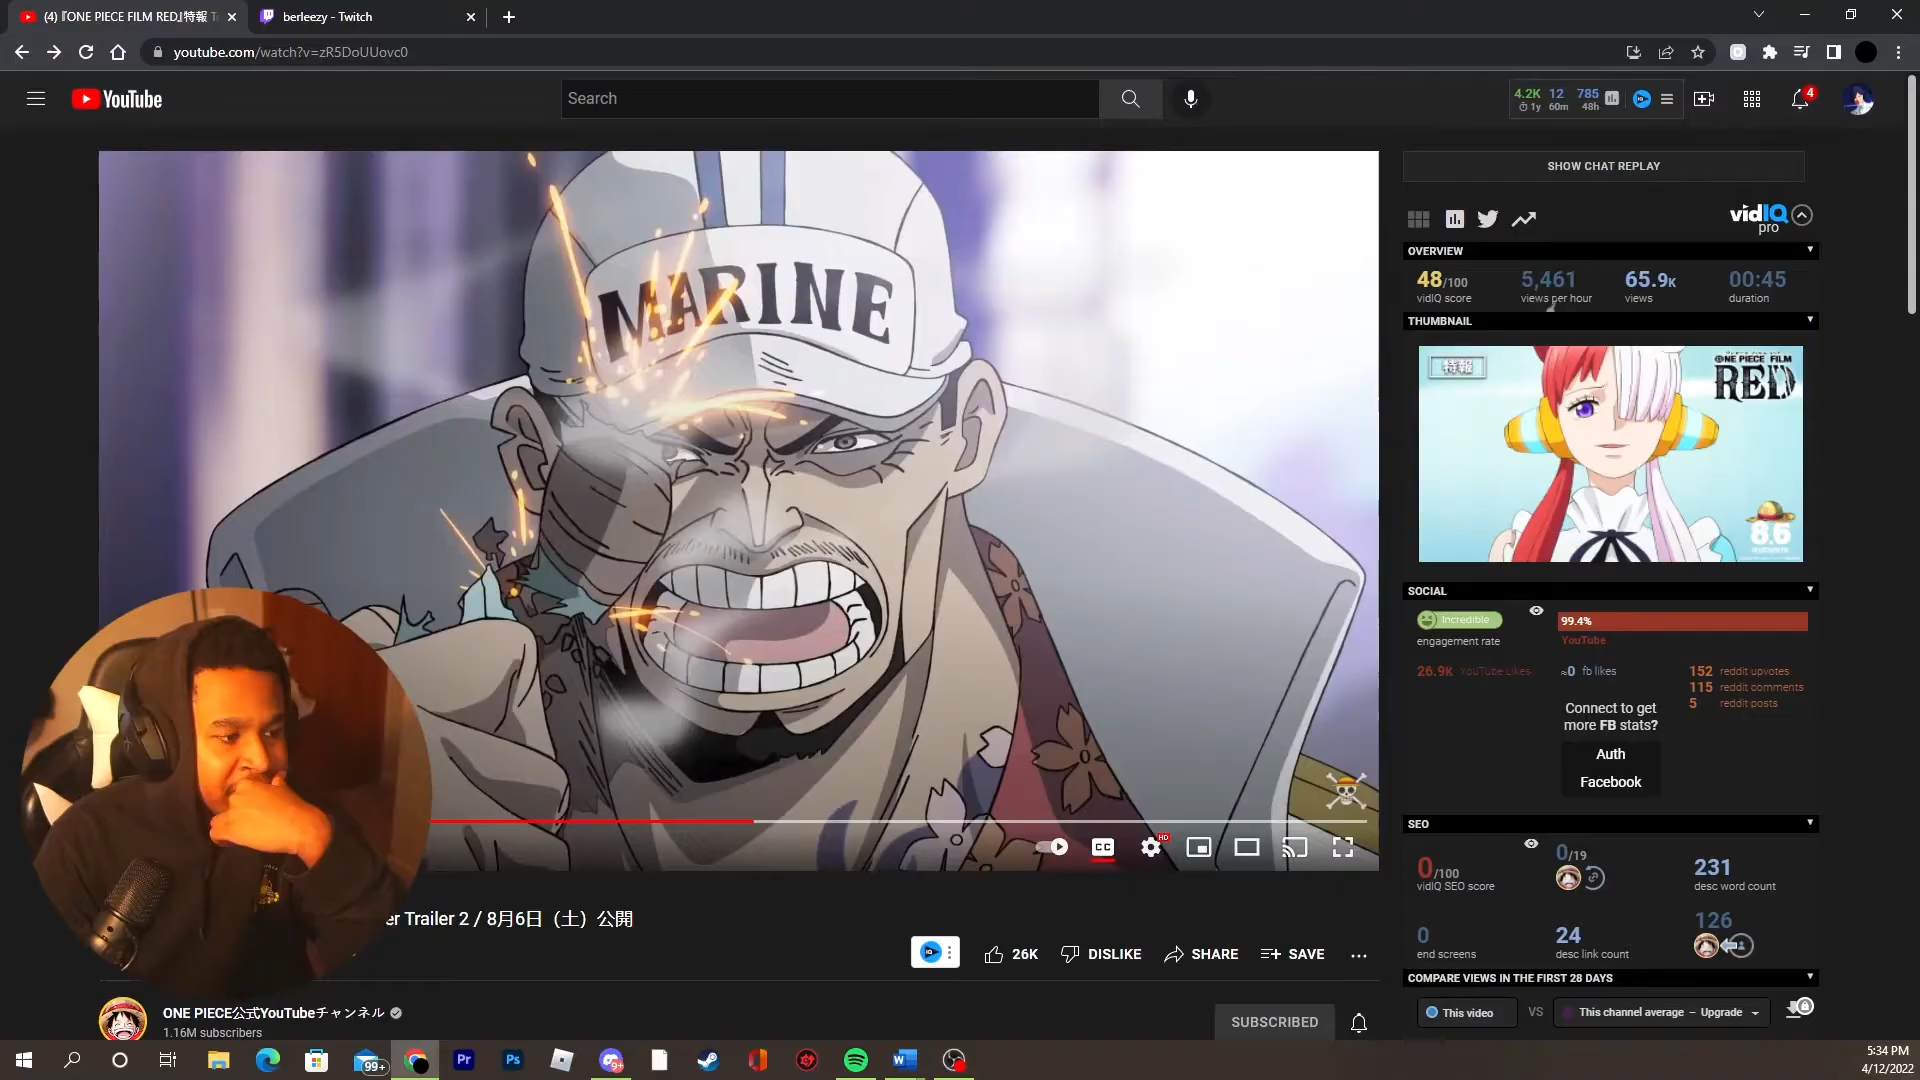 (4) 『ONE PIECE FILM RED』特報 T
berleezy - Twitch
youtube.com/watch?v=zR5DoUUovc0
YouTube
Search
4.2K 12 785
1y 60m 48h
4
MARINE
SHOW CHAT REPLAY
vidIQ
pro
OVERVIEW
48/100 5,461 65.9K 00:45
vidIQ score views per hour views duration
THUMBNAIL
特報
ONE PIECE FILM
RED
8.6
SOCIAL
Incredible
engagement rate
99.4%
YouTube
26.9K YouTube Likes
≈0 fb likes
152 reddit upvotes
115 reddit comments
5 reddit posts
Connect to get
more FB stats?
Auth
Facebook
SEO
0/100
vidIQ SEO score
0/19
231
desc word count
0
end screens
24
desc link count
126
COMPARE VIEWS IN THE FIRST 28 DAYS
This video VS This channel average – Upgrade
CC
HD
er Trailer 2 / 8月6日（土）公開
26K DISLIKE SHARE SAVE
ONE PIECE公式YouTubeチャンネル
1.16M subscribers
SUBSCRIBED
99+
Pr
Ps
9+
W
5:34 PM
4/12/2022